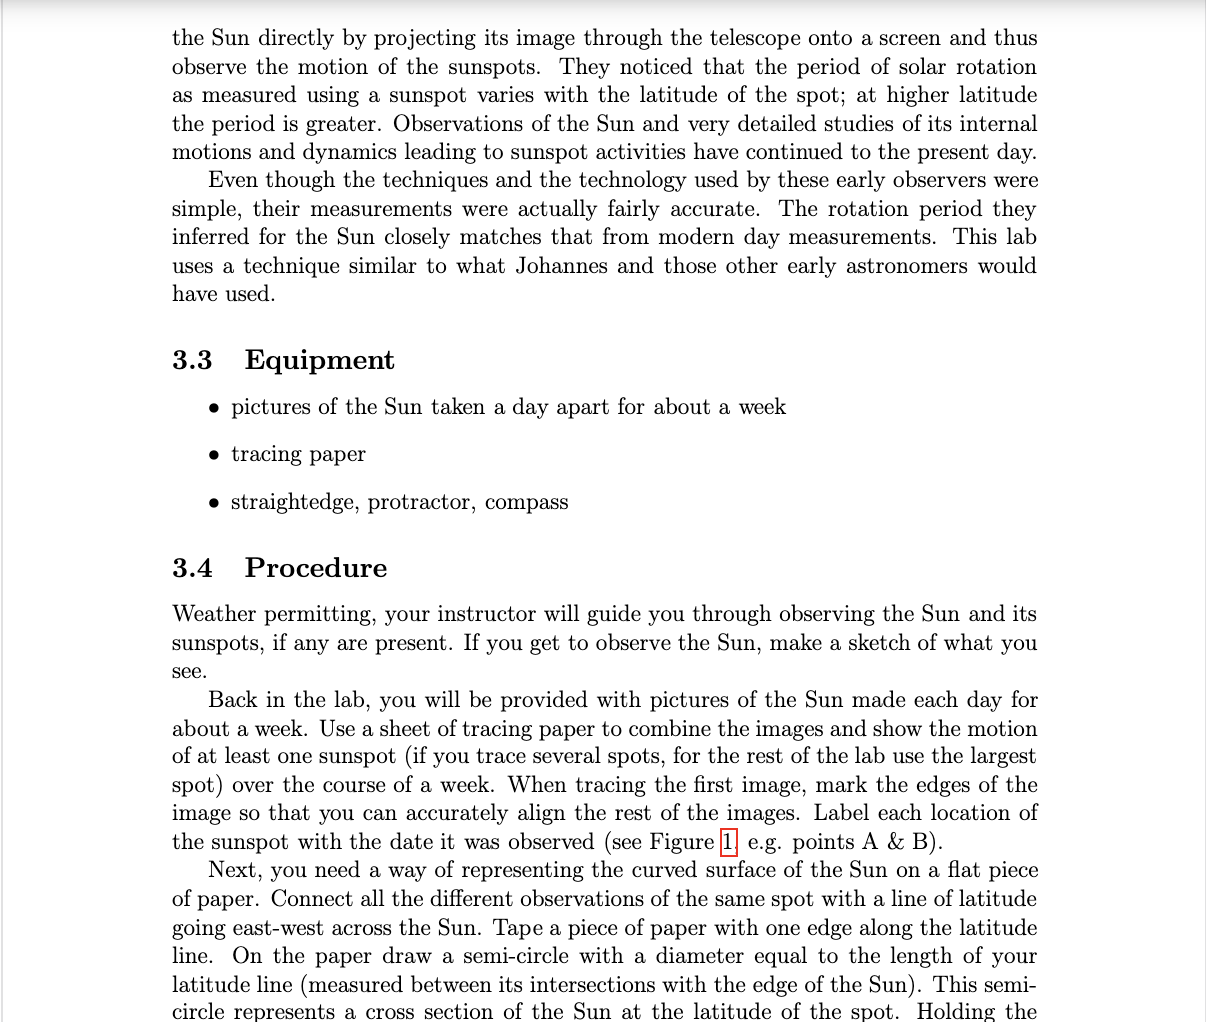 the Sun directly by projecting its image through the telescope onto a screen and thus
observe the motion of the sunspots. They noticed that the period of solar rotation
as measured using a sunspot varies with the latitude of the spot; at higher latitude
the period is greater. Observations of the Sun and very detailed studies of its internal
motions and dynamics leading to sunspot activities have continued to the present day.
Even though the techniques and the technology used by these early observers were
simple, their measurements were actually fairly accurate. The rotation period they
inferred for the Sun closely matches that from modern day measurements. This lab
uses a technique similar to what Johannes and those other early astronomers would
have used.
3.3 Equipment
• pictures of the Sun taken a day apart for about a week
• tracing paper
• straightedge, protractor, compass
3.4 Procedure
Weather permitting, your instructor will guide you through observing the Sun and its
sunspots, if any are present. If you get to observe the Sun, make a sketch of what you
see.
Back in the lab, you will be provided with pictures of the Sun made each day for
about a week. Use a sheet of tracing paper to combine the images and show the motion
of at least one sunspot (if you trace several spots, for the rest of the lab use the largest
spot) over the course of a week. When tracing the first image, mark the edges of the
image so that you can accurately align the rest of the images. Label each location of
the sunspot with the date it was observed (see Figure 1, e.g. points A & B).
Next, you need a way of representing the curved surface of the Sun on a flat piece
of paper. Connect all the different observations of the same spot with a line of latitude
going east-west across the Sun. Tape a piece of paper with one edge along the latitude
line. On the paper draw a semi-circle with a diameter equal to the length of your
latitude line (measured between its intersections with the edge of the Sun). This semi-
circle represents a cross section of the Sun at the latitude of the spot. Holding the